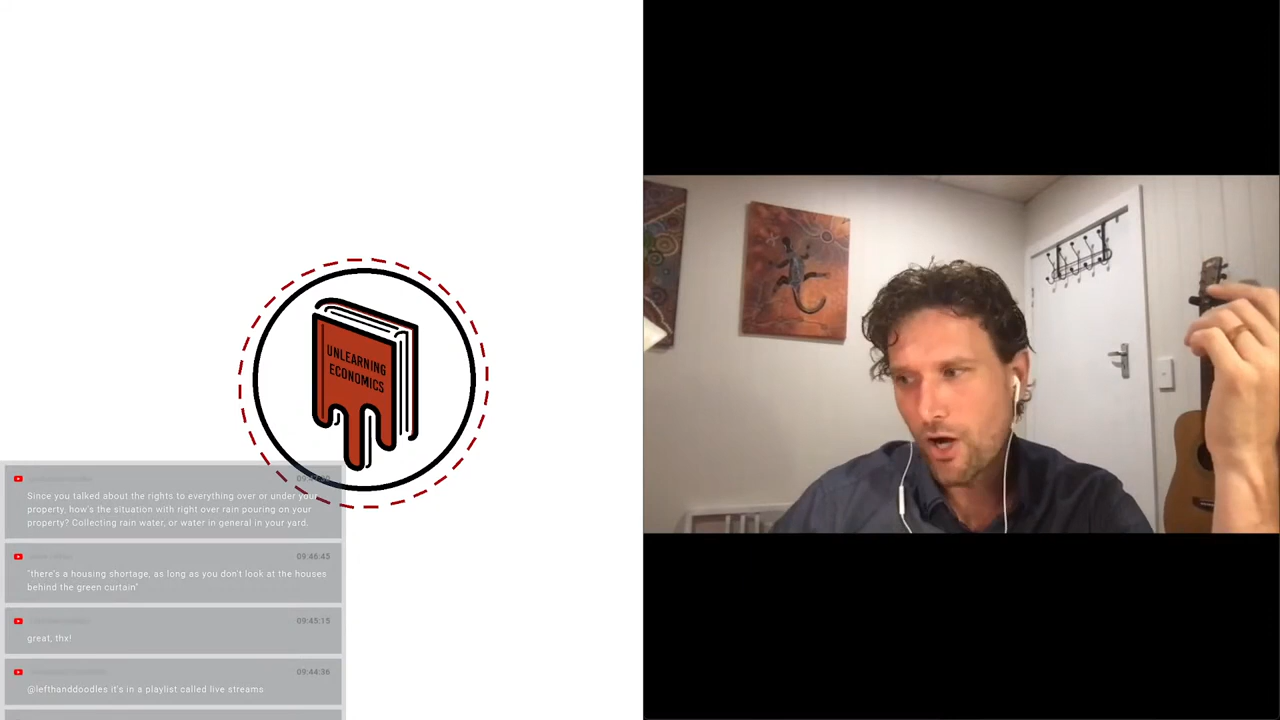 UNLEARNING
ECONOMICS
Since you talked about the rights to everything over or under your
property, how's the situation with right over rain pouring on your
property? Collecting rain water, or water in general in your yard.
09:46:45
"there's a housing shortage, as long as you don't look at the houses
behind the green curtain"
09:45:15
great, thx!
09:44:36
@lefthanddoodles it's in a playlist called live streams